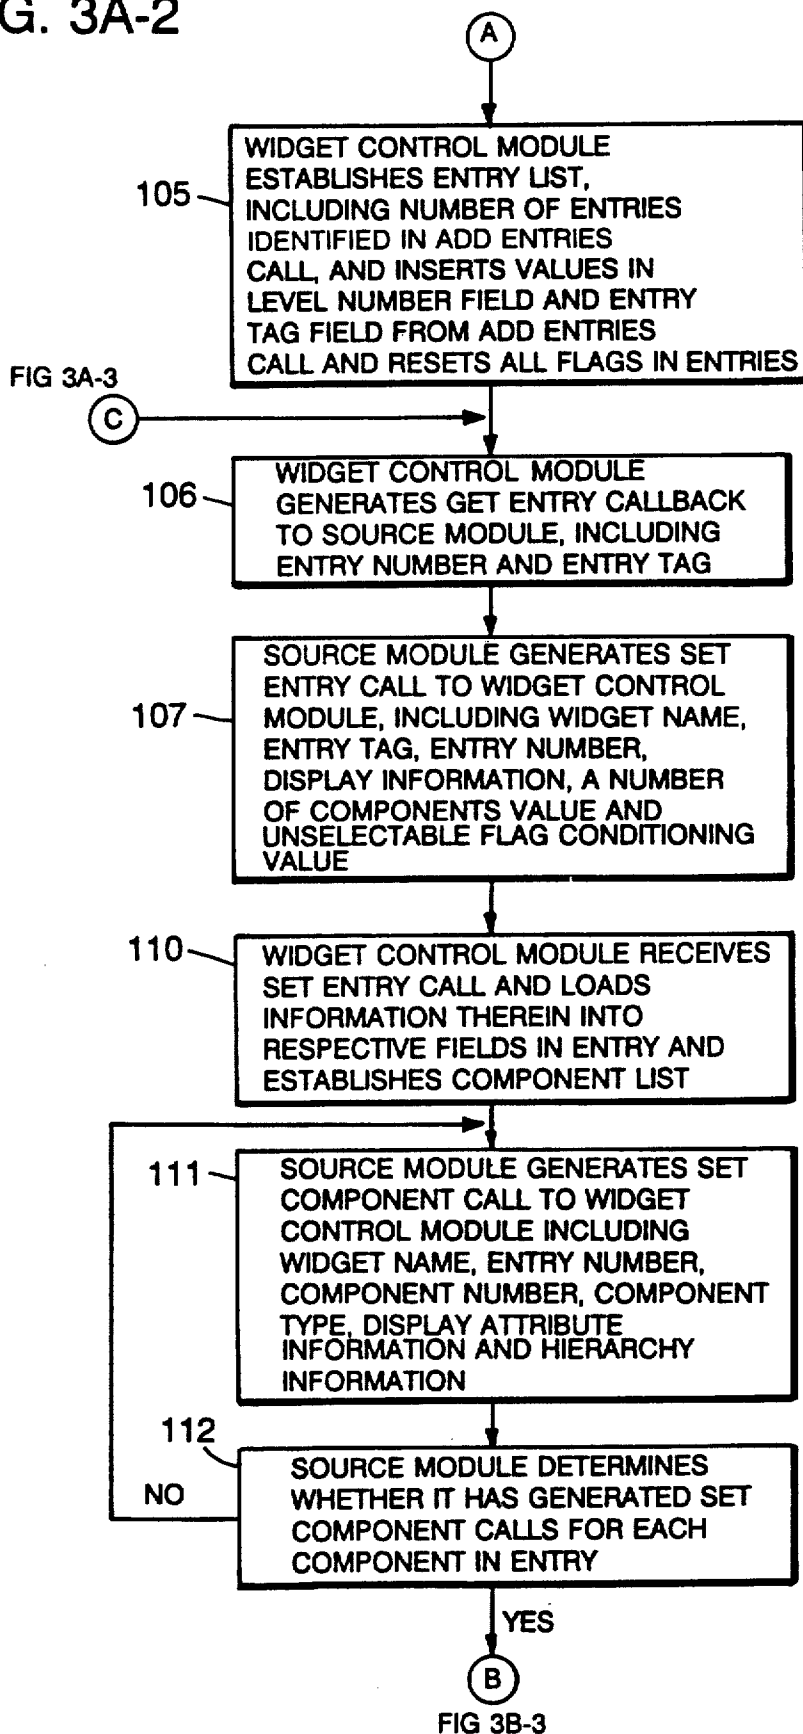 G. 3A-2
A
105
WIDGET CONTROL MODULE
ESTABLISHES ENTRY LIST,
INCLUDING NUMBER OF ENTRIES
IDENTIFIED IN ADD ENTRIES
CALL, AND INSERTS VALUES IN
LEVEL NUMBER FIELD AND ENTRY
TAG FIELD FROM ADD ENTRIES
CALL AND RESETS ALL FLAGS IN ENTRIES
FIG 3A-3
C
106
WIDGET CONTROL MODULE
GENERATES GET ENTRY CALLBACK
TO SOURCE MODULE, INCLUDING
ENTRY NUMBER AND ENTRY TAG
107
SOURCE MODULE GENERATES SET
ENTRY CALL TO WIDGET CONTROL
MODULE, INCLUDING WIDGET NAME,
ENTRY TAG, ENTRY NUMBER,
DISPLAY INFORMATION, A NUMBER
OF COMPONENTS VALUE AND
UNSELECTABLE FLAG CONDITIONING
VALUE
110
WIDGET CONTROL MODULE RECEIVES
SET ENTRY CALL AND LOADS
INFORMATION THEREIN INTO
RESPECTIVE FIELDS IN ENTRY AND
ESTABLISHES COMPONENT LIST
111
SOURCE MODULE GENERATES SET
COMPONENT CALL TO WIDGET
CONTROL MODULE INCLUDING
WIDGET NAME, ENTRY NUMBER,
COMPONENT NUMBER, COMPONENT
TYPE, DISPLAY ATTRIBUTE
INFORMATION AND HIERARCHY
INFORMATION
112
SOURCE MODULE DETERMINES
WHETHER IT HAS GENERATED SET
COMPONENT CALLS FOR EACH
COMPONENT IN ENTRY
NO
YES
B
FIG 3B-3